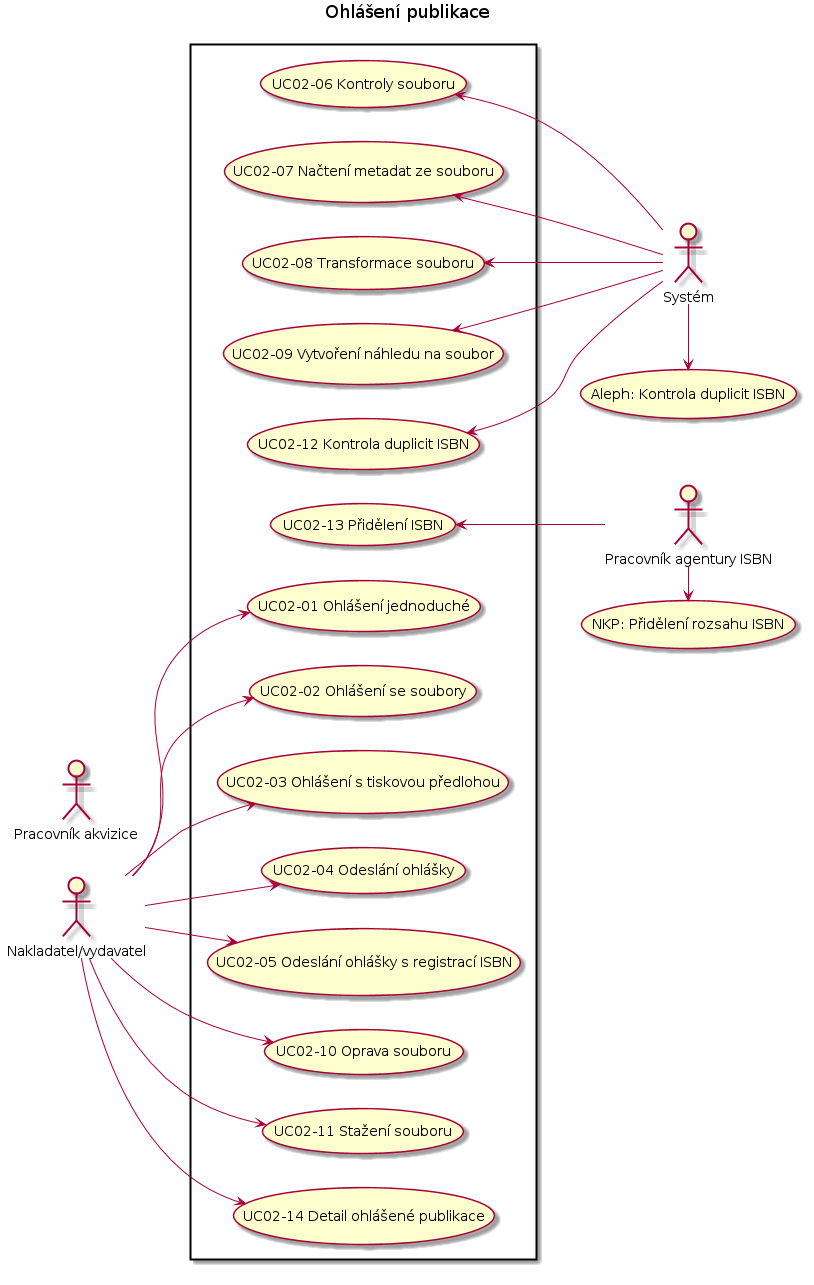 Ohlášení publikace
UC02-06 Kontroly souboru
UC02-07 Načtení metadat ze souboru
UC02-08 Transformace souboru
Systém
UC02-09 Vytvoření náhledu na soubor
Aleph: Kontrola duplicit ISBN
UC02-12 Kontrola duplicit ISBN
UC02-13 Přidělení ISBN
Pracovník agentury ISBN
UC02-01 Ohlášení jednoduché
NKP: Přidělení rozsahu ISBN
UC02-02 Ohlášení se soubory
UC02-03 Ohlášení s tiskovou předlohou
Pracovník akvizice
UC02-04 Odeslání ohlášky
Nakladatel/vydavatel
UC02-05 Odeslání ohlášky s registrací ISBN
UC02-10 Oprava souboru
UC02-11 Stažení souboru
UC02-14 Detail ohlášené publikace